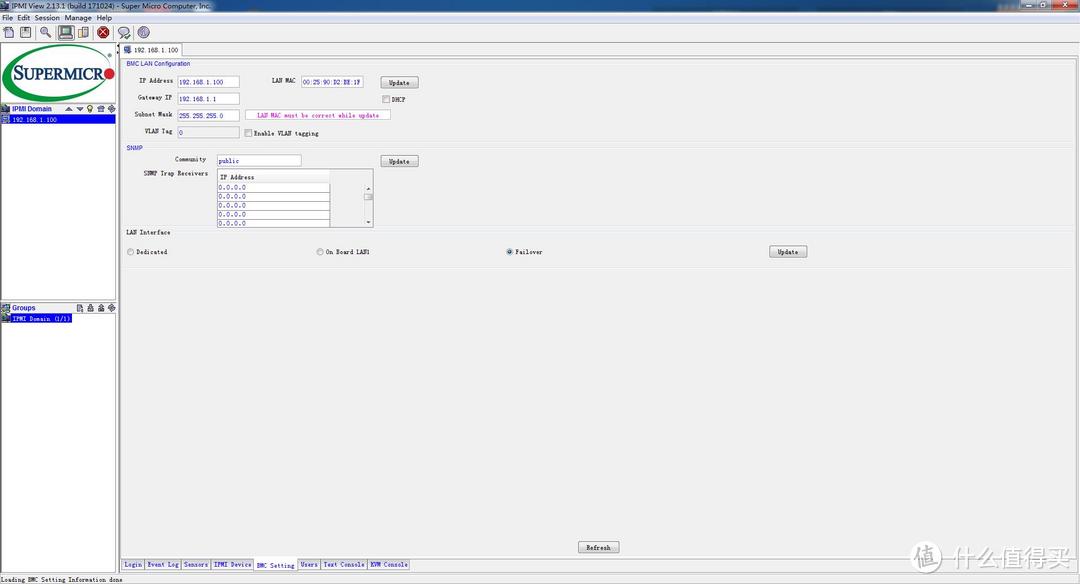 IPMI View 2.13.1 (build 171024) - Super Micro Computer, Inc.
File Edit Session Manage Help
SUPERMICRO
192.168.1.100
BMC LAN Configuration
IP Address 192.168.1.100 LAN MAC 00:25:90:D2:BE:1F Update
Gateway IP 192.168.1.1 DHCP
Subnet Mask 255.255.255.0 LAN MAC must be correct while update
VLAN Tag 0 Enable VLAN tagging
IPMI Domain
192.168.1.100
SNMP
Community public Update
SNMP Trap Receivers IP Address
0.0.0.0
0.0.0.0
0.0.0.0
0.0.0.0
0.0.0.0
LAN Interface
Dedicated On Board LAN1 Failover Update
Groups
IPMI Domain (1/1)
Refresh
Login Event Log Sensors IPMI Device BMC Setting Users Text Console KVM Console
Loading BMC Setting Information done
值 什么值得买